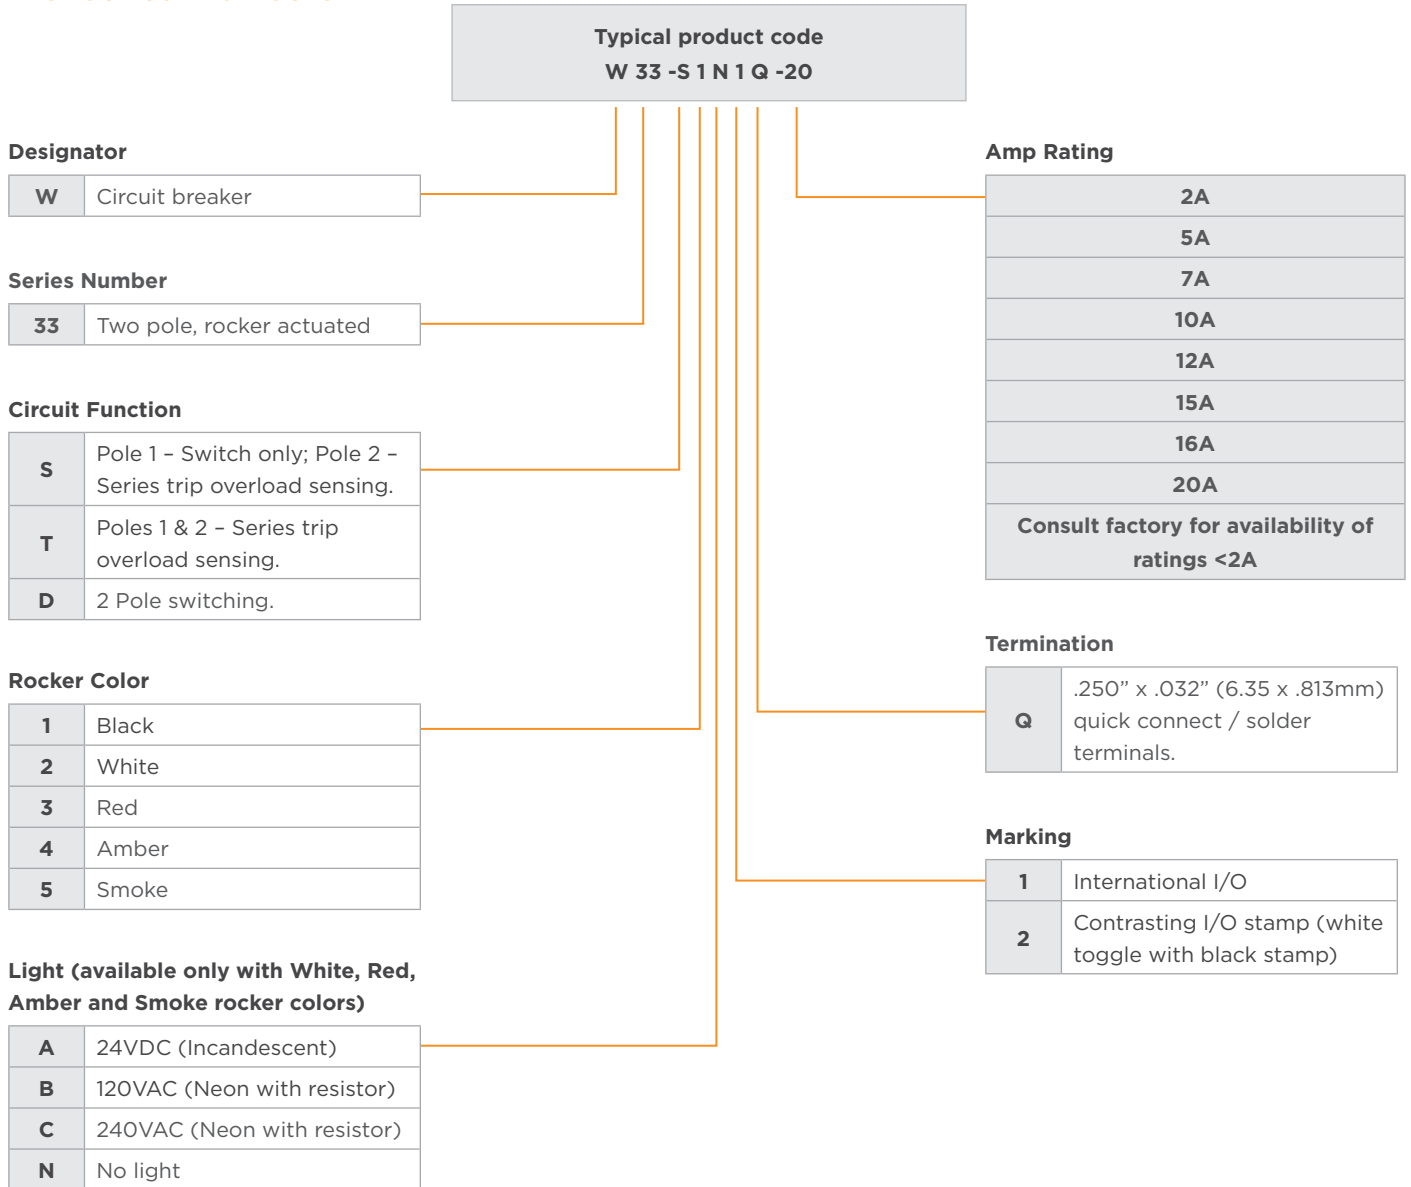 Typical product code
W 33 -S 1 N 1 Q -20
Designator
W Circuit breaker
Series Number
33 Two pole, rocker actuated
Circuit Function
S Pole 1 – Switch only; Pole 2 –
Series trip overload sensing.
T Poles 1 & 2 – Series trip
overload sensing.
D 2 Pole switching.
Rocker Color
1 Black
2 White
3 Red
4 Amber
5 Smoke
Light (available only with White, Red,
Amber and Smoke rocker colors)
A 24VDC (Incandescent)
B 120VAC (Neon with resistor)
C 240VAC (Neon with resistor)
N No light
Amp Rating
2A
5A
7A
10A
12A
15A
16A
20A
Consult factory for availability of
ratings <2A
Termination
Q .250” x .032” (6.35 x .813mm)
quick connect / solder
terminals.
Marking
1 International I/O
2 Contrasting I/O stamp (white
toggle with black stamp)